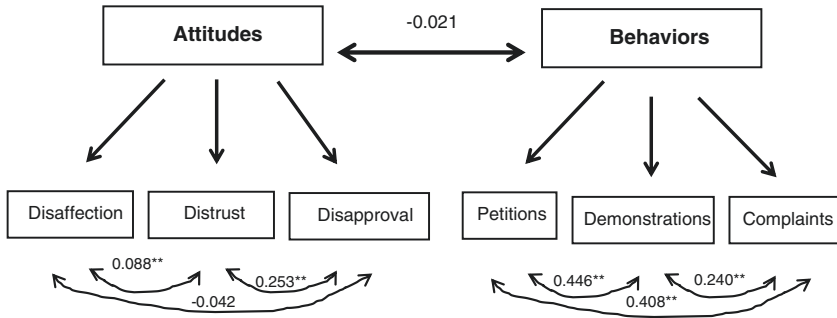 -0.021
Attitudes
Behaviors
Disaffection
Distrust
Disapproval
Petitions
Demonstrations
Complaints
0.088**
0.253**
-0.042
0.446**
0.240**
0.408**